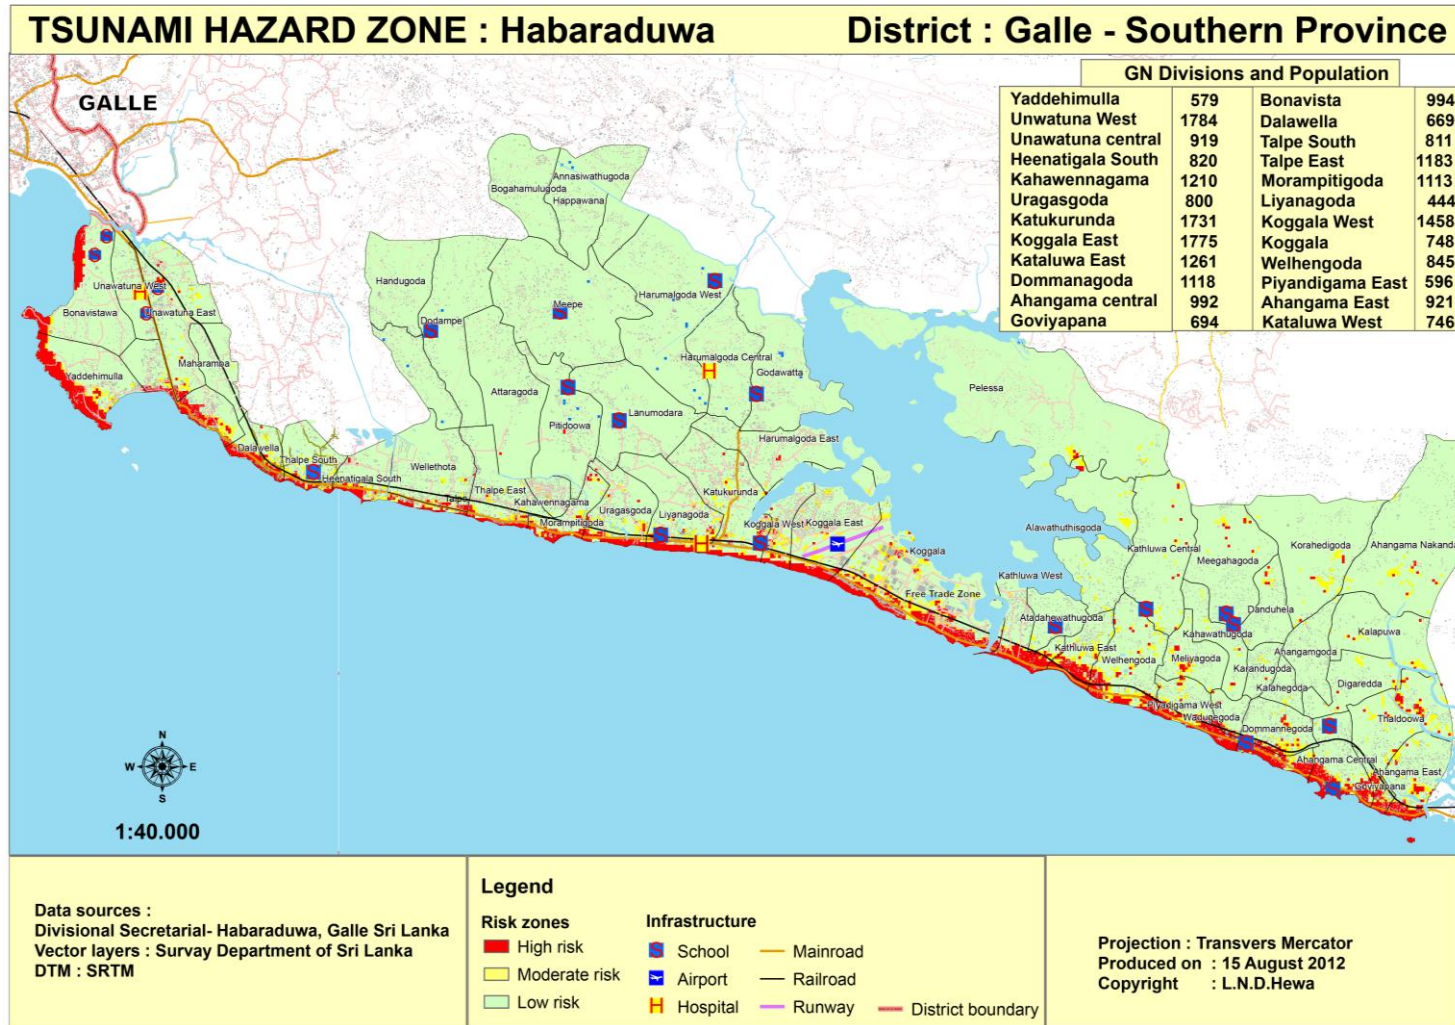 TSUNAMI HAZARD ZONE : Habaraduwa District : Galle - Southern Province
GN Divisions and Population
Yaddehimulla 579 Bonavista 994
Unwatuna West 1784 Dalawella 669
Unawatuna central 919 Talpe South 811
Heenatigala South 820 Talpe East 1183
Kahawennagama 1210 Morampitigoda 1113
Uragasgoda 800 Liyanagoda 444
Katukurunda 1731 Koggala West 1458
Koggala East 1775 Koggala 748
Kataluwa East 1261 Welhengoda 845
Dommanagoda 1118 Piyandigama East 596
Ahangama central 992 Ahangama East 921
Goviyapana 694 Kataluwa West 746
GALLE
Annasiwathugoda
Bogahamulugoda
Happawana
Handugoda
Harumalgoda West
Unawatuna West
Meepe
Bonavistawa
Unawatuna East
Dodampe
Maharamba
Harumalgoda Central
Yaddehimulla
Godawatta
Pelessa
Attaragoda
Lanumodara
Pitidoowa
Harumalgoda East
Dalawella
Thalpe South
Wellethota
Heenatigala South
Thalpe East
Katukurunda
Talpe
Kahawennagama
Uragasgoda
Liyanagoda
Morampitigoda
Koggala West
Koggala East
Alawathuthisgoda
Kathluwa Central
Korahedigoda
Ahangama Nakanda
Koggala
Meegahagoda
Kathluwa West
Free Trade Zone
Danduhela
Atadahewathugoda
Kahawathugoda
Kalapuwa
Kathluwa East
Welhengoda
Meliyagoda
Ahangamgoda
Karandugoda
Kalahegoda
Digaredda
Piyadigama West
Wadugegoda
Thaldoowa
Dommannegoda
Ahangama Central
Ahangama East
Goviyapana
N
W E
S
1:40.000
Data sources :
Divisional Secretarial- Habaraduwa, Galle Sri Lanka
Vector layers : Survay Department of Sri Lanka
DTM : SRTM
Legend
Risk zones
High risk
Moderate risk
Low risk
Infrastructure
S School
Airport
H Hospital
Mainroad
Railroad
Runway
District boundary
Projection : Transvers Mercator
Produced on : 15 August 2012
Copyright : L.N.D.Hewa